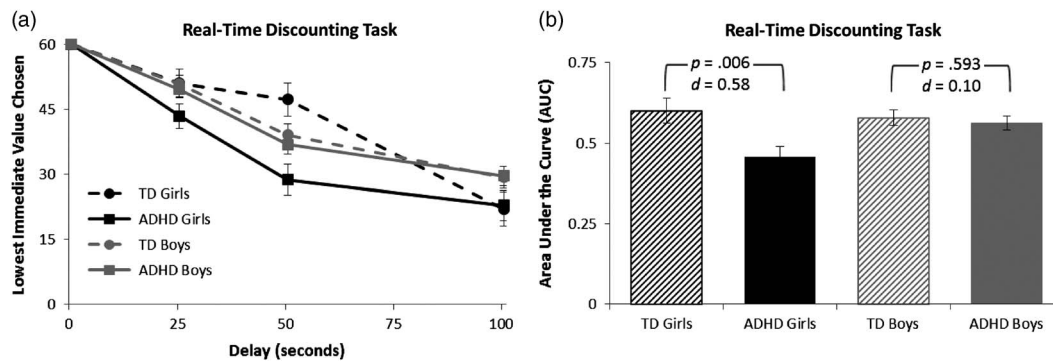 (a)
Real-Time Discounting Task
Lowest Immediate Value Chosen
60
45
30
15
0
TD Girls
ADHD Girls
TD Boys
ADHD Boys
0 25 50 75 100
Delay (seconds)
(b)
Real-Time Discounting Task
Area Under the Curve (AUC)
0.75
0.5
0.25
0
p = .006
d = 0.58
p = .593
d = 0.10
TD Girls ADHD Girls TD Boys ADHD Boys